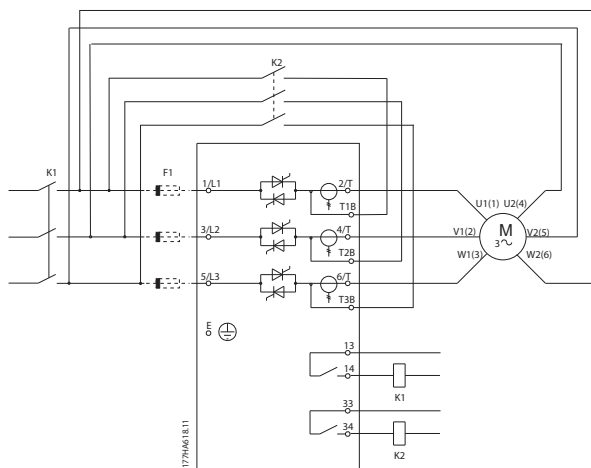 K2
K1
F1
1/L1
2/T
T1B
3/L2
4/T
T2B
5/L3
6/T
T3B
E
U1(1) U2(4)
V1(2)
M
3~
V2(5)
W1(3)
W2(6)
13
14
K1
33
34
K2
177HA618.11